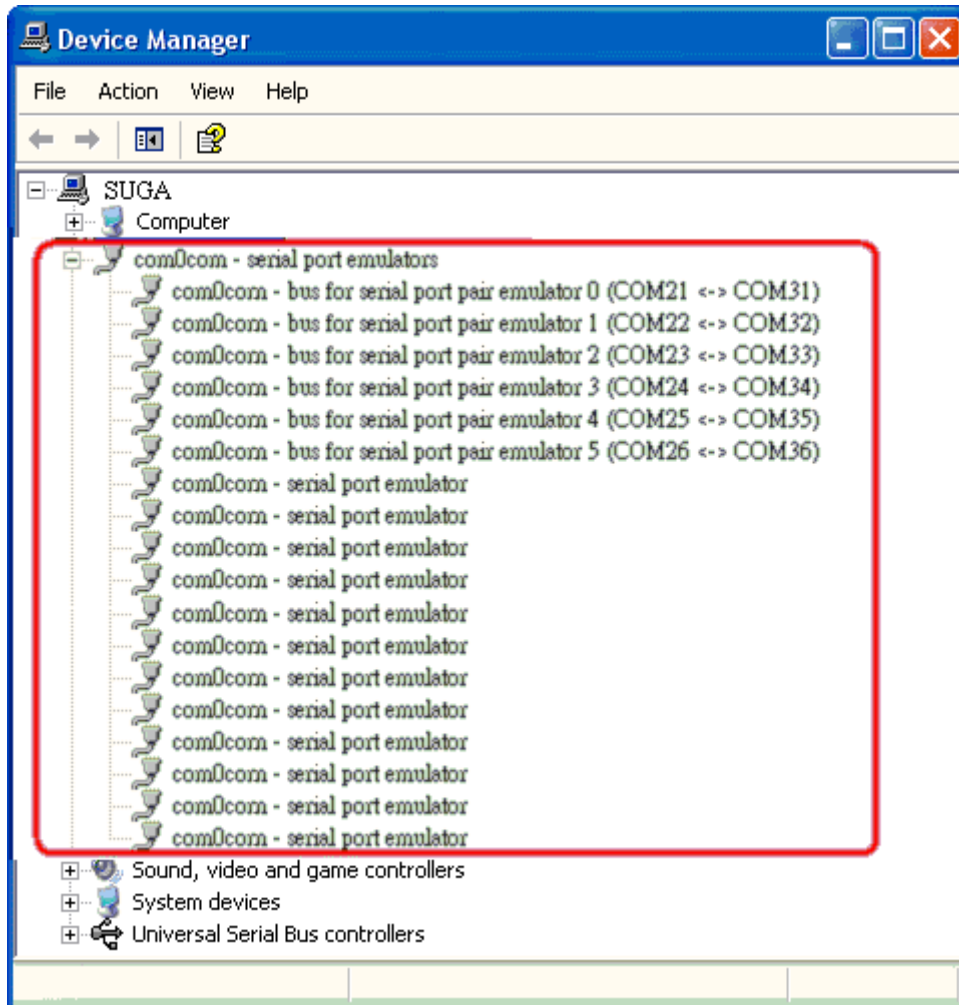 Device Manager
File Action View Help
SUGA
Computer
com0com - serial port emulators
com0com - bus for serial port pair emulator 0 (COM21 <-> COM31)
com0com - bus for serial port pair emulator 1 (COM22 <-> COM32)
com0com - bus for serial port pair emulator 2 (COM23 <-> COM33)
com0com - bus for serial port pair emulator 3 (COM24 <-> COM34)
com0com - bus for serial port pair emulator 4 (COM25 <-> COM35)
com0com - bus for serial port pair emulator 5 (COM26 <-> COM36)
com0com - serial port emulator
com0com - serial port emulator
com0com - serial port emulator
com0com - serial port emulator
com0com - serial port emulator
com0com - serial port emulator
com0com - serial port emulator
com0com - serial port emulator
com0com - serial port emulator
com0com - serial port emulator
com0com - serial port emulator
com0com - serial port emulator
Sound, video and game controllers
System devices
Universal Serial Bus controllers